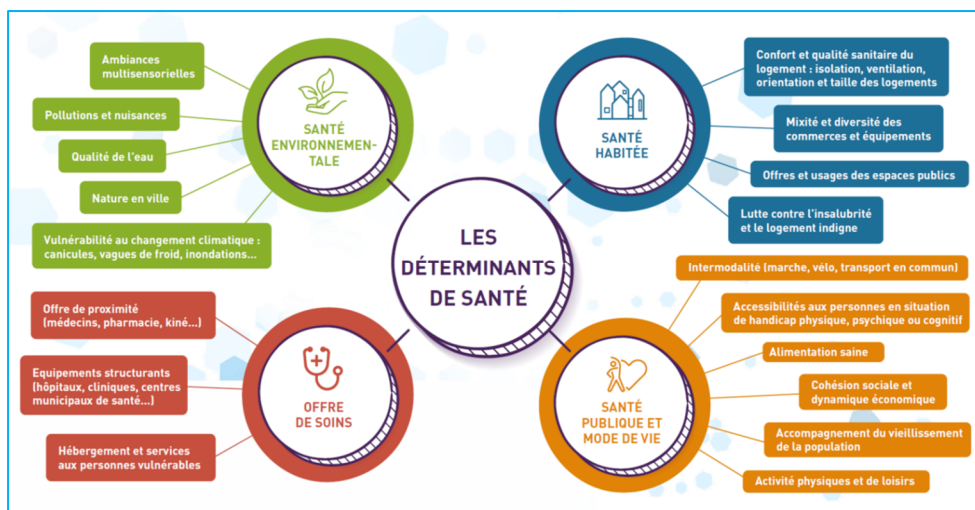 LES
DÉTERMINANTS
DE SANTÉ
SANTÉ
ENVIRONNEMEN-
TALE
Ambiances
multisensorielles
Pollutions et nuisances
Qualité de l'eau
Nature en ville
Vulnérabilité au changement climatique :
canicules, vagues de froid, inondations...
SANTÉ
HABITÉE
Confort et qualité sanitaire du
logement : isolation, ventilation,
orientation et taille des logements
Mixité et diversité des
commerces et équipements
Offres et usages des espaces publics
Lutte contre l'insalubrité
et le logement indigne
OFFRE
DE SOINS
Offre de proximité
(médecins, pharmacie, kiné...)
Equipements structurants
(hôpitaux, cliniques, centres
municipaux de santé...)
Hébergement et services
aux personnes vulnérables
SANTÉ
PUBLIQUE ET
MODE DE VIE
Intermodalité (marche, vélo, transport en commun)
Accessibilités aux personnes en situation
de handicap physique, psychique ou cognitif
Alimentation saine
Cohésion sociale et
dynamique économique
Accompagnement du vieillissement
de la population
Activité physiques et de loisirs